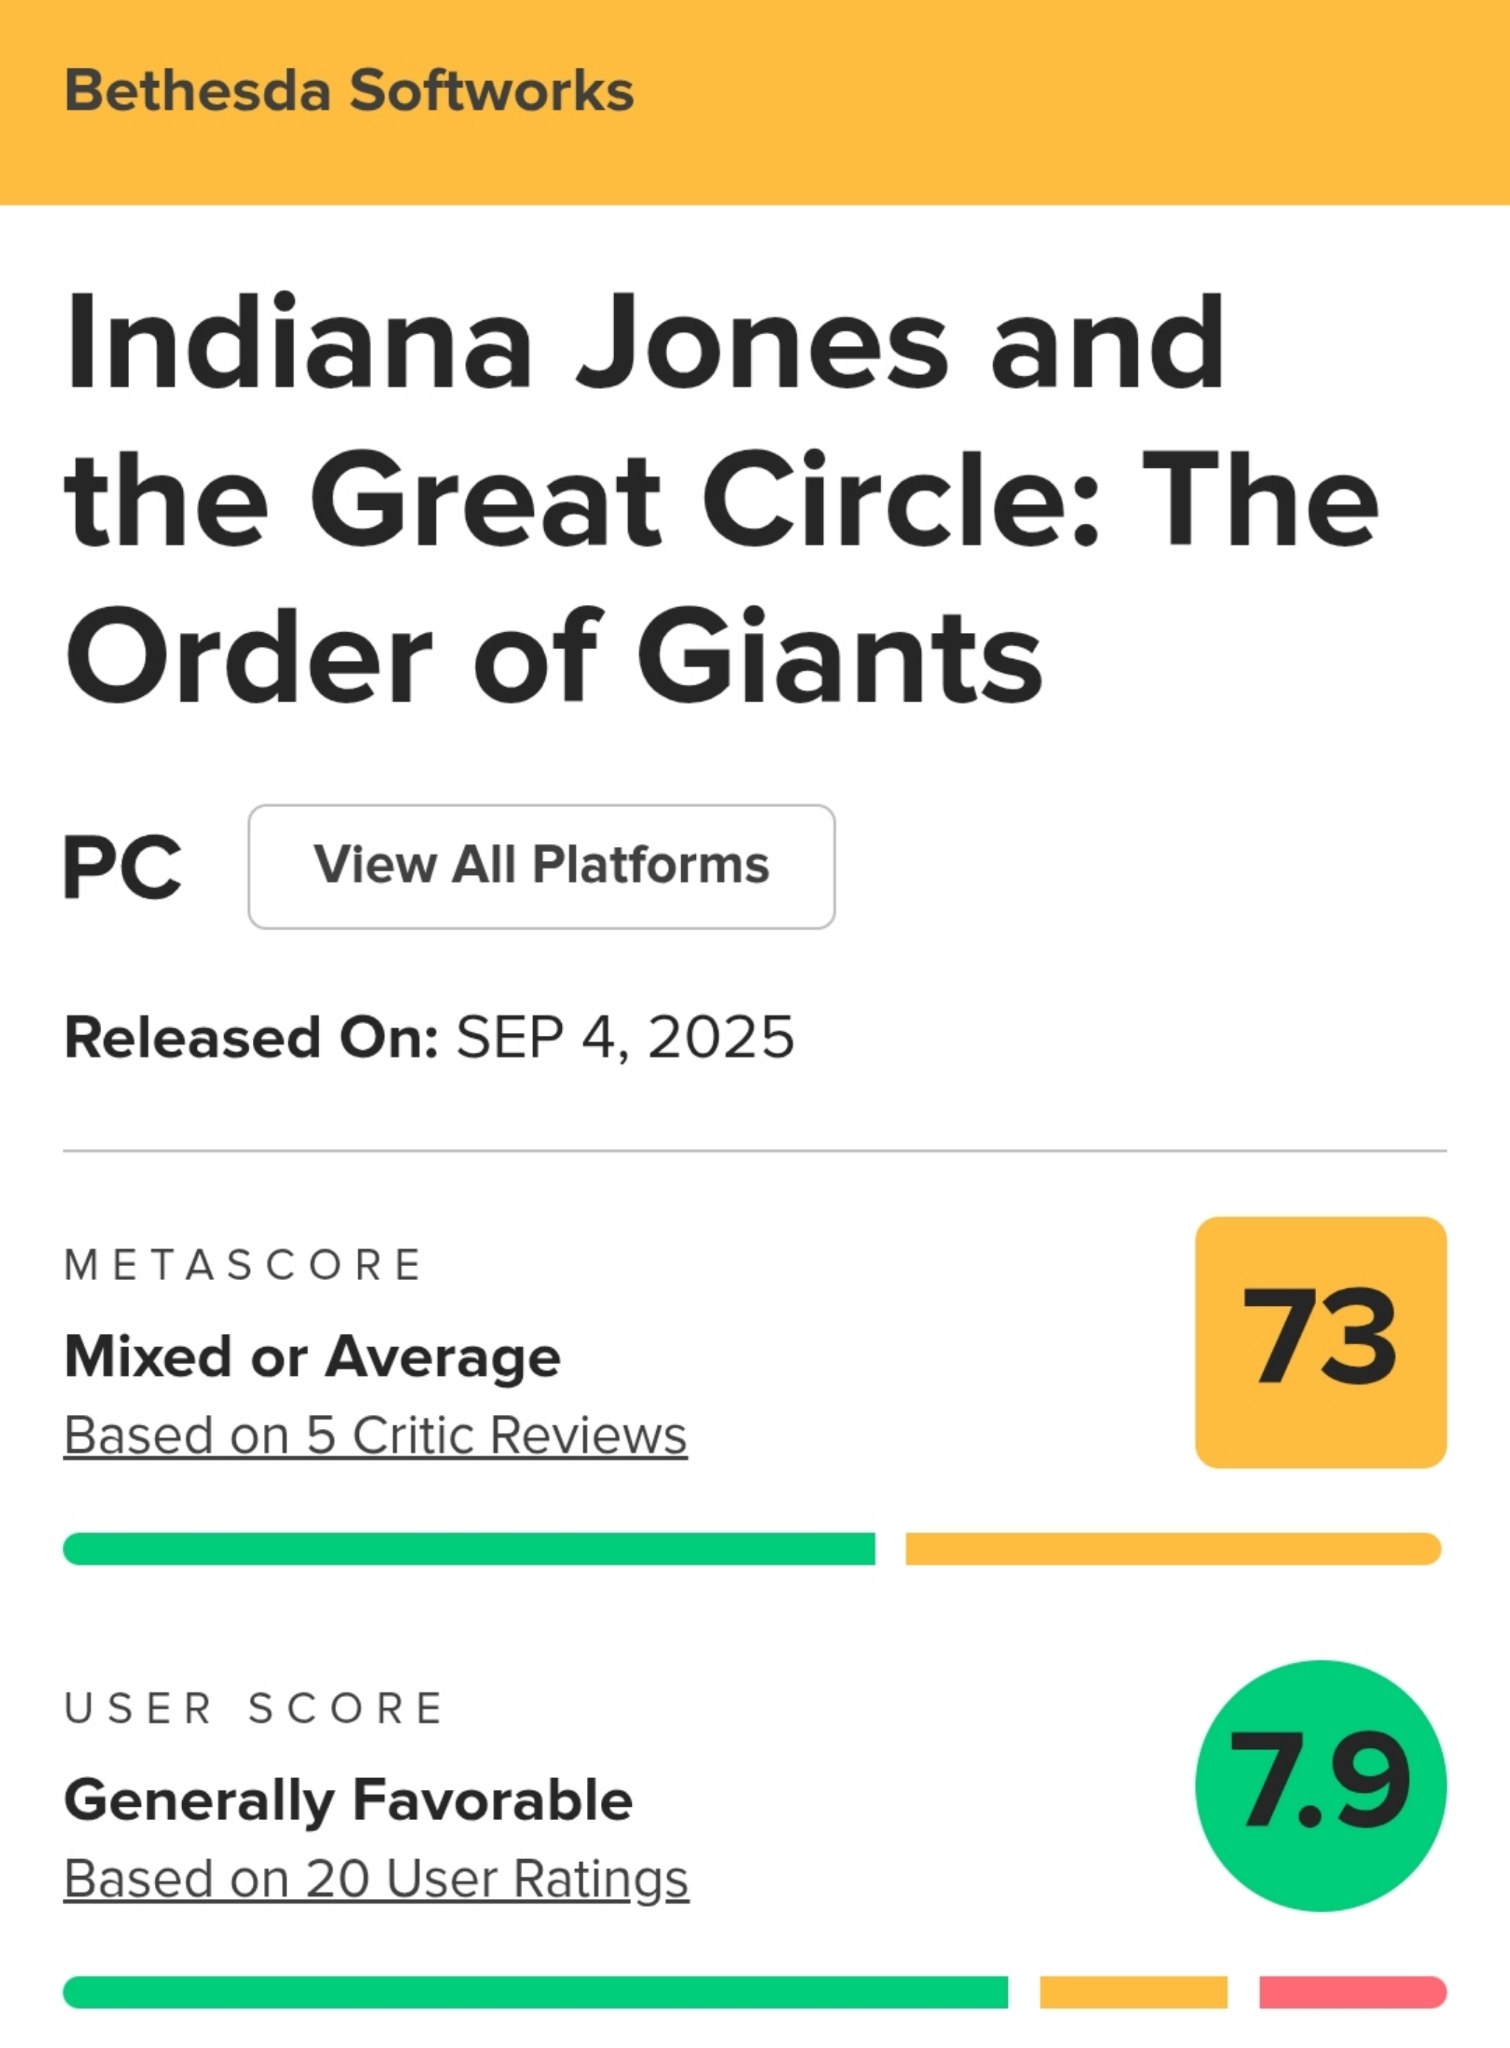 Bethesda Softworks
Indiana Jones and
the Great Circle: The
Order of Giants
PC
View All Platforms
Released On: SEP 4, 2025
METASCORE
Mixed or Average
Based on 5 Critic Reviews
73
USER SCORE
Generally Favorable
Based on 20 User Ratings
7.9